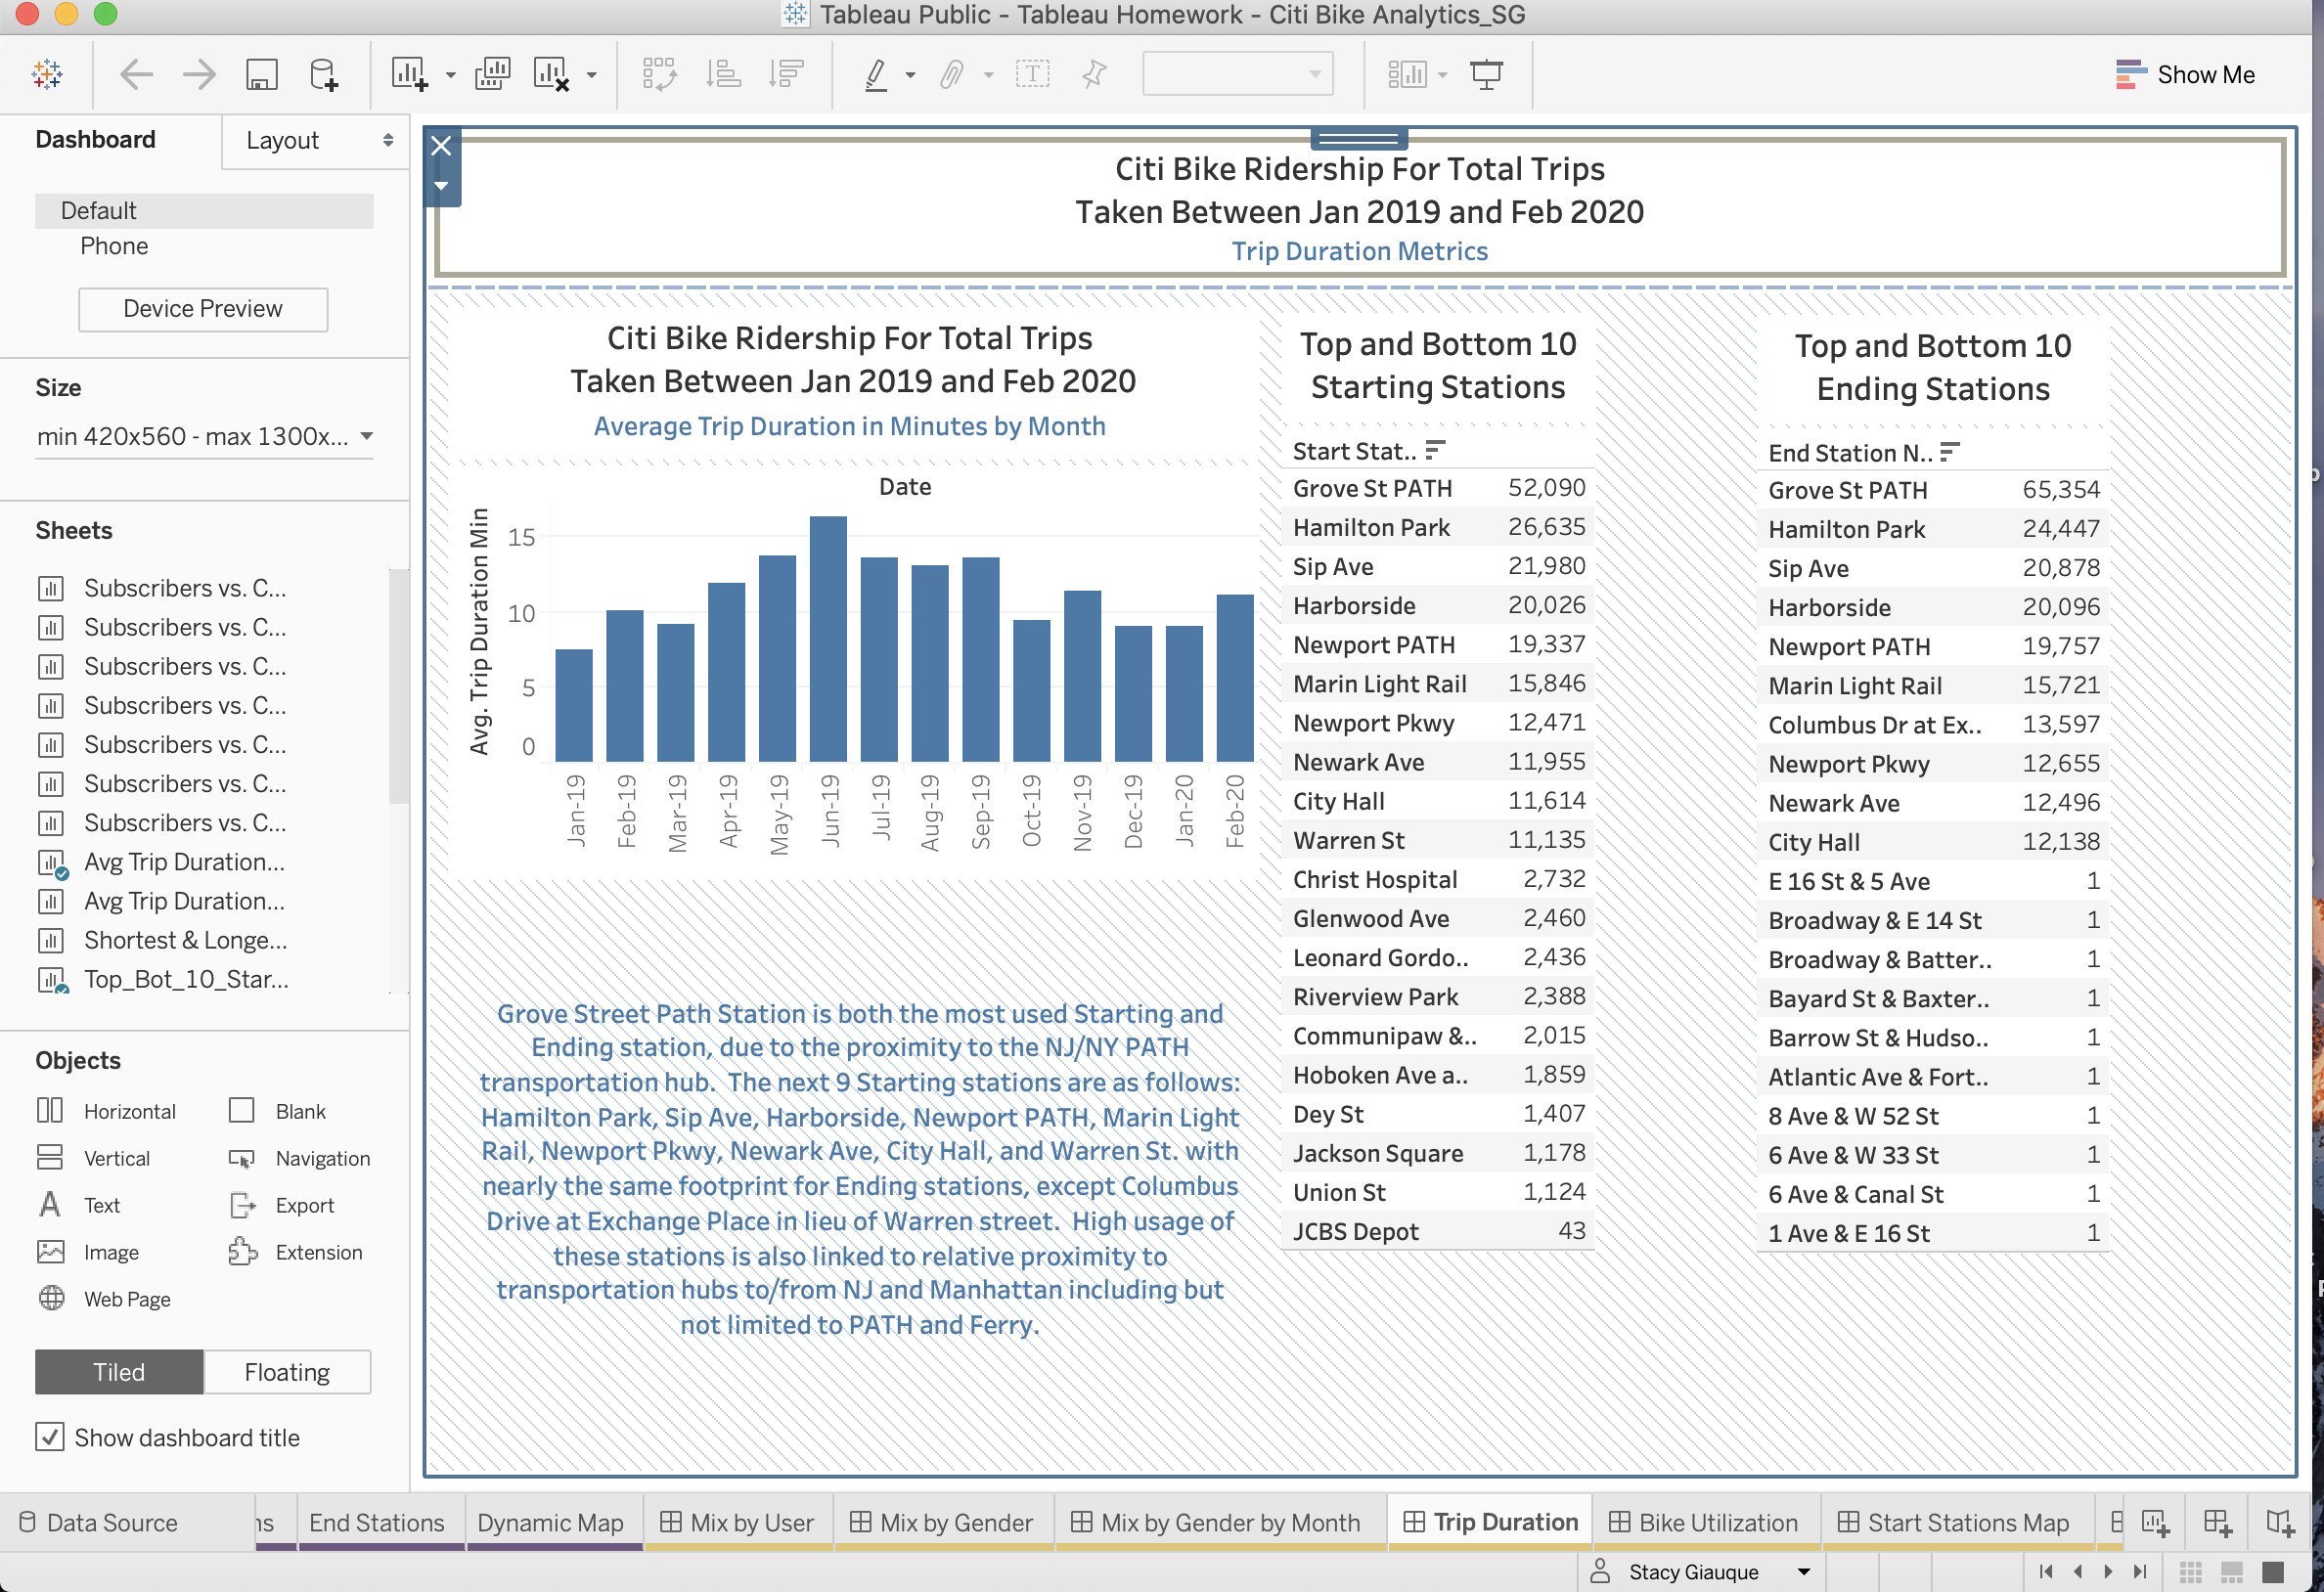 Tableau Public - Tableau Homework - Citi Bike Analytics_SG
Show Me
Dashboard
Layout
Default
Phone
Device Preview
Size
min 420x560 - max 1300x...
Sheets
Subscribers vs. C...
Subscribers vs. C...
Subscribers vs. C...
Subscribers vs. C...
Subscribers vs. C...
Subscribers vs. C...
Subscribers vs. C...
Avg Trip Duration...
Avg Trip Duration...
Shortest & Longe...
Top_Bot_10_Star...
Objects
Horizontal Blank
Vertical Navigation
Text Export
Image Extension
Web Page
Tiled Floating
Show dashboard title
Citi Bike Ridership For Total Trips
Taken Between Jan 2019 and Feb 2020
Trip Duration Metrics
Citi Bike Ridership For Total Trips
Taken Between Jan 2019 and Feb 2020
Average Trip Duration in Minutes by Month
Date
Avg. Trip Duration Min
15
10
5
0
Jan-19
Feb-19
Mar-19
Apr-19
May-19
Jun-19
Jul-19
Aug-19
Sep-19
Oct-19
Nov-19
Dec-19
Jan-20
Feb-20
Grove Street Path Station is both the most used Starting and
Ending station, due to the proximity to the NJ/NY PATH
transportation hub. The next 9 Starting stations are as follows:
Hamilton Park, Sip Ave, Harborside, Newport PATH, Marin Light
Rail, Newport Pkwy, Newark Ave, City Hall, and Warren St. with
nearly the same footprint for Ending stations, except Columbus
Drive at Exchange Place in lieu of Warren street. High usage of
these stations is also linked to relative proximity to
transportation hubs to/from NJ and Manhattan including but
not limited to PATH and Ferry.
Top and Bottom 10
Starting Stations
Start Stat..
Grove St PATH 52,090
Hamilton Park 26,635
Sip Ave 21,980
Harborside 20,026
Newport PATH 19,337
Marin Light Rail 15,846
Newport Pkwy 12,471
Newark Ave 11,955
City Hall 11,614
Warren St 11,135
Christ Hospital 2,732
Glenwood Ave 2,460
Leonard Gordo.. 2,436
Riverview Park 2,388
Communipaw &.. 2,015
Hoboken Ave a.. 1,859
Dey St 1,407
Jackson Square 1,178
Union St 1,124
JCBS Depot 43
Top and Bottom 10
Ending Stations
End Station N..
Grove St PATH 65,354
Hamilton Park 24,447
Sip Ave 20,878
Harborside 20,096
Newport PATH 19,757
Marin Light Rail 15,721
Columbus Dr at Ex.. 13,597
Newport Pkwy 12,655
Newark Ave 12,496
City Hall 12,138
E 16 St & 5 Ave 1
Broadway & E 14 St 1
Broadway & Batter.. 1
Bayard St & Baxter.. 1
Barrow St & Hudso.. 1
Atlantic Ave & Fort.. 1
8 Ave & W 52 St 1
6 Ave & W 33 St 1
6 Ave & Canal St 1
1 Ave & E 16 St 1
Data Source
ns
End Stations
Dynamic Map
Mix by User
Mix by Gender
Mix by Gender by Month
Trip Duration
Bike Utilization
Start Stations Map
Stacy Giauque